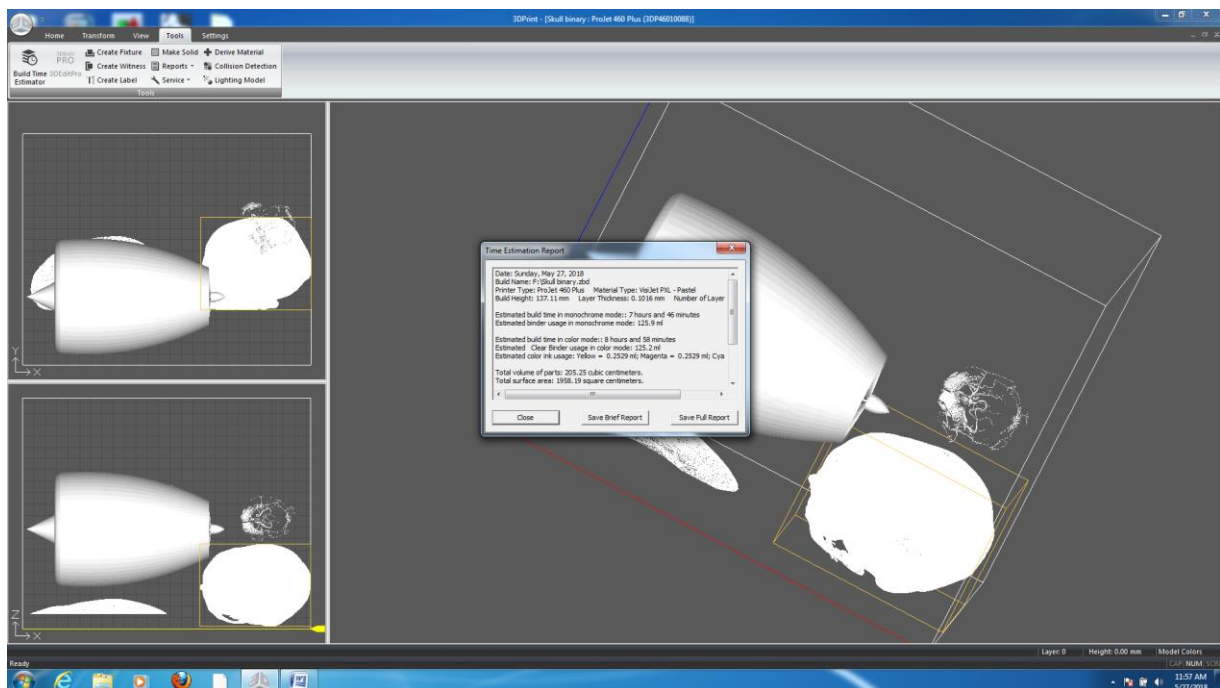 3DPrint - [Skull binary : ProJet 460 Plus (3DP46010088)]
Home Transform View Tools Settings
Build Time Estimator
3DEditPro
PRO
Create Fixture
Create Witness
Create Label
Make Solid
Reports
Service
Derive Material
Collision Detection
Lighting Model
Tools
Y
X
Z
X
Time Estimation Report
Date: Sunday, May 27, 2018
Build Name: F:\Skull binary.zbd
Printer Type: ProJet 460 Plus Material Type: VisiJet PXL - Pastel
Build Height: 137.11 mm Layer Thickness: 0.1016 mm Number of Layer
Estimated build time in monochrome mode:: 7 hours and 46 minutes
Estimated binder usage in monochrome mode: 125.9 ml
Estimated build time in color mode:: 8 hours and 58 minutes
Estimated Clear Binder usage in color mode: 125.2 ml
Estimated color ink usage: Yellow = 0.2529 ml; Magenta = 0.2529 ml; Cya
Total volume of parts: 205.25 cubic centimeters.
Total surface area: 1958.19 square centimeters.
Close Save Brief Report Save Full Report
Layer: 0 Height: 0.00 mm Model Colors
Ready
CAP NUM SCR
11:57 AM
5/27/2018